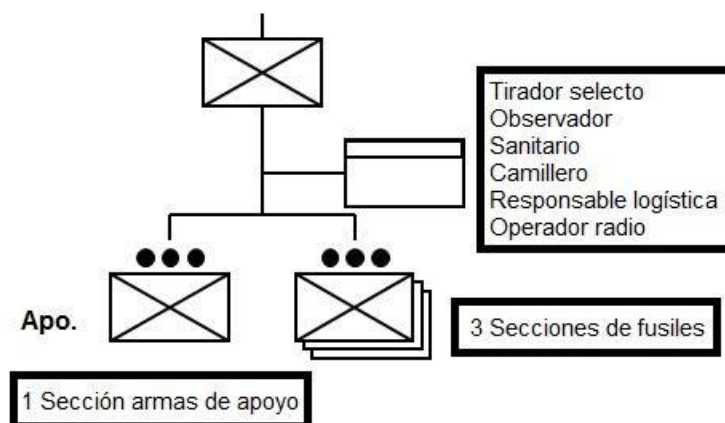 Tirador selecto
Observador
Sanitario
Camillero
Responsable logística
Operador radio
Apo.
3 Secciones de fusiles
1 Sección armas de apoyo